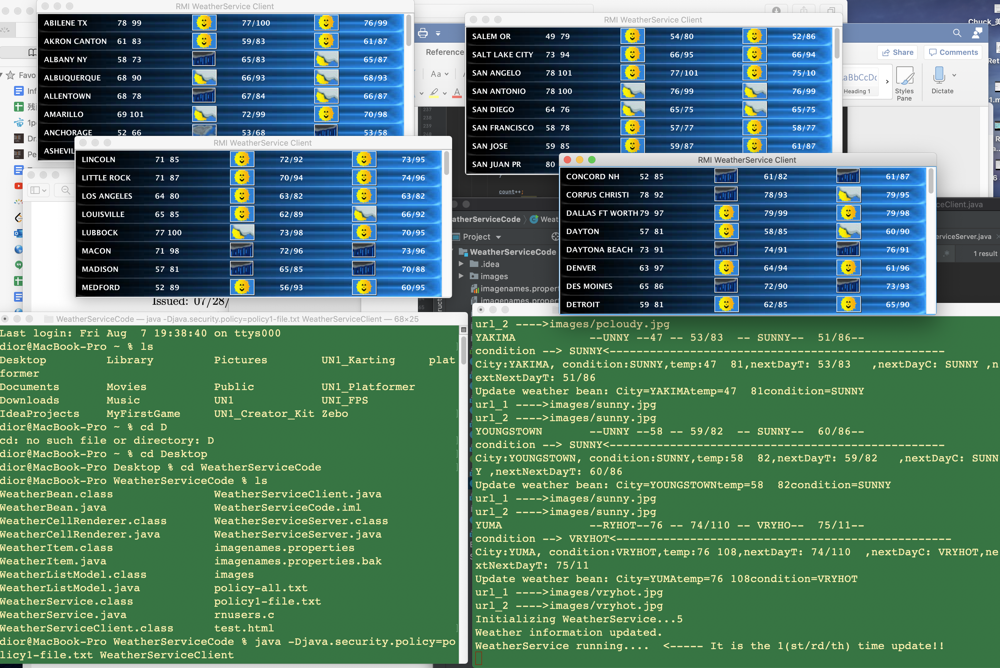 RMI WeatherService Client
ABILENE TX 78 99 77/100 76/99
AKRON CANTON 61 83 59/83 61/87
ALBANY NY 58 73 65/83 65/87
ALBUQUERQUE 68 90 66/93 68/93
ALLENTOWN 68 78 67/84 66/87
AMARILLO 69 101 72/99 70/98
ANCHORAGE 52 66 53/68 53/58
ASHEVIL
RMI WeatherService Client
SALEM OR 49 79 54/80 52/86
SALT LAKE CITY 73 94 66/95 66/94
SAN ANGELO 78 101 77/101 75/10
SAN ANTONIO 78 100 76/99 76/99
SAN DIEGO 64 76 65/75 65/75
SAN FRANCISCO 58 78 57/77 58/77
SAN JOSE 59 85 59/87 61/87
SAN JUAN PR 80
RMI WeatherService Client
LINCOLN 71 85 72/92 73/95
LITTLE ROCK 71 87 70/94 74/96
LOS ANGELES 64 80 63/82 63/82
LOUISVILLE 65 85 62/89 66/92
LUBBOCK 77 100 73/98 70/95
MACON 71 98 72/96 73/96
MADISON 57 81 65/85 70/88
MEDFORD 52 89 56/93 60/95
RMI WeatherService Client
CONCORD NH 52 85 61/82 61/87
CORPUS CHRISTI 78 92 78/93 79/95
DALLAS FT WORTH 79 97 79/99 79/98
DAYTON 57 81 58/85 60/90
DAYTONA BEACH 73 91 74/91 76/91
DENVER 63 97 64/94 61/96
DES MOINES 65 86 72/90 73/93
DETROIT 59 81 62/85 65/90
Favo
Inf
1p
Dr
Pe
Reference
Aa
A
Share
Comments
aBbCcDc
Heading 1
Styles
Pane
Dictate
Chuck_美
Ret
237
238
239
240
count++;
atherServiceCode
Weat
Project
WeatherServiceCode
.idea
images
imagenames.propert
imagenames.propert
65
ceClient.java
erviceServer.java
1 result
Issued: 07/28/
WeatherServiceCode — java -Djava.security.policy=policy1-file.txt WeatherServiceClient — 68×25
Last login: Fri Aug  7 19:38:40 on ttys000
dior@MacBook-Pro ~ % ls
Desktop Library Pictures UN1_Karting plat
former
Documents Movies Public UN1_Platformer
Downloads Music UN1 UNI_FPS
IdeaProjects MyFirstGame UN1_Creator_Kit Zebo
dior@MacBook-Pro ~ % cd D
cd: no such file or directory: D
dior@MacBook-Pro ~ % cd Desktop
dior@MacBook-Pro Desktop % cd WeatherServiceCode
dior@MacBook-Pro WeatherServiceCode % ls
WeatherBean.class WeatherServiceClient.java
WeatherBean.java WeatherServiceCode.iml
WeatherCellRenderer.class WeatherServiceServer.class
WeatherCellRenderer.java WeatherServiceServer.java
WeatherItem.class imagenames.properties
WeatherItem.java imagenames.properties.bak
WeatherListModel.class images
WeatherListModel.java policy-all.txt
WeatherService.class policy1-file.txt
WeatherService.java rnusers.c
WeatherServiceClient.class test.html
dior@MacBook-Pro WeatherServiceCode % java -Djava.security.policy=po
licy1-file.txt WeatherServiceClient
url_2 ---->images/pcloudy.jpg
YAKIMA --UNNY --47 -- 53/83 -- SUNNY-- 51/86--
condition --> SUNNY<--------------------------------------------------
City:YAKIMA, condition:SUNNY,temp:47  81,nextDayT: 53/83   ,nextDayC: SUNNY ,n
extNextDayT: 51/86
Update weather bean: City=YAKIMAtemp=47  81condition=SUNNY
url_1 ---->images/sunny.jpg
url_2 ---->images/sunny.jpg
YOUNGSTOWN --UNNY --58 -- 59/82 -- SUNNY-- 60/86--
condition --> SUNNY<--------------------------------------------------
City:YOUNGSTOWN, condition:SUNNY,temp:58  82,nextDayT: 59/82   ,nextDayC: SUNN
Y ,nextNextDayT: 60/86
Update weather bean: City=YOUNGSTOWNtemp=58  82condition=SUNNY
url_1 ---->images/sunny.jpg
url_2 ---->images/sunny.jpg
YUMA --RYHOT--76 -- 74/110 -- VRYHO-- 75/11--
condition --> VRYHOT<--------------------------------------------------
City:YUMA, condition:VRYHOT,temp:76 108,nextDayT: 74/110  ,nextDayC: VRYHOT,ne
xtNextDayT: 75/11
Update weather bean: City=YUMAtemp=76 108condition=VRYHOT
url_1 ---->images/vryhot.jpg
url_2 ---->images/vryhot.jpg
Initializing WeatherService...5
Weather information updated.
WeatherService running....  <----- It is the 1(st/rd/th) time update!!